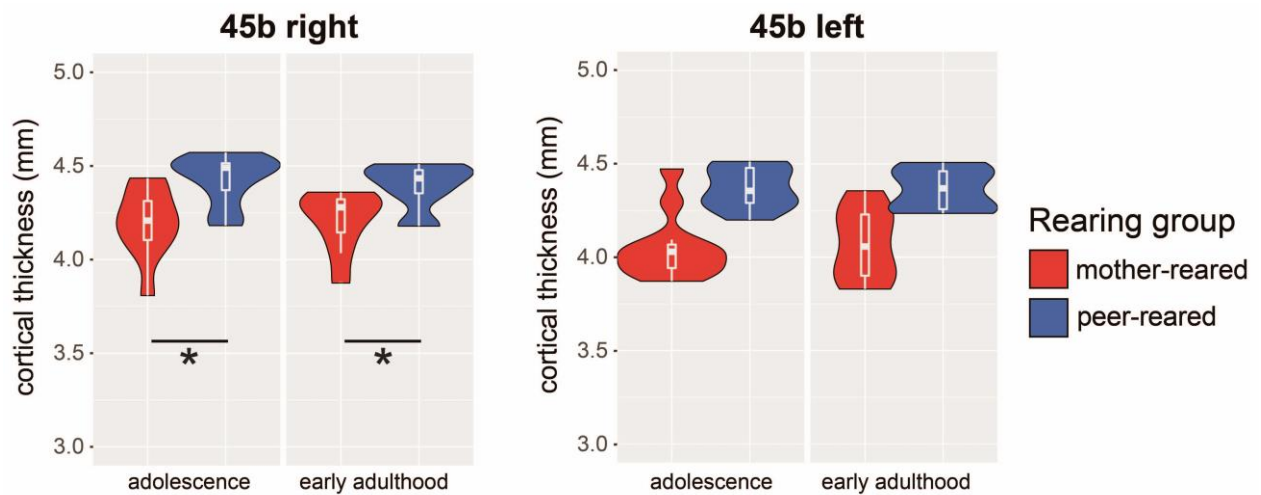 45b right
cortical thickness (mm)
5.0
4.5
4.0
3.5
3.0
*
*
adolescence
early adulthood
45b left
cortical thickness (mm)
5.0
4.5
4.0
3.5
3.0
adolescence
early adulthood
Rearing group
mother-reared
peer-reared